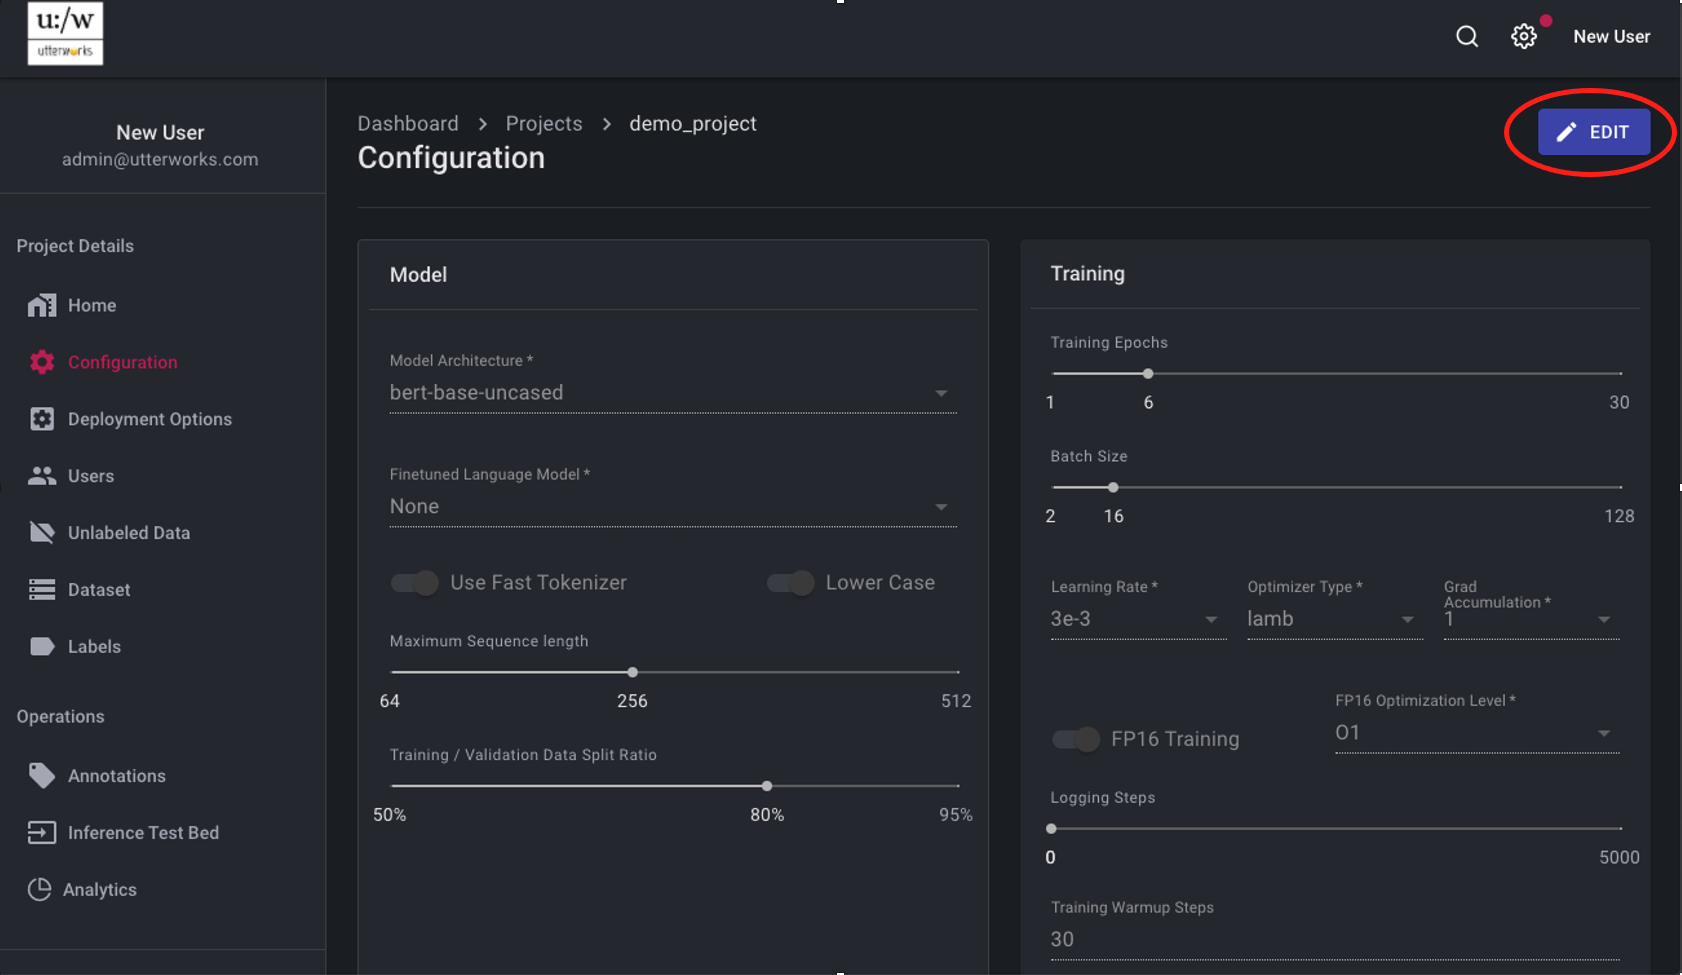 u:/w
utterworks
New User
New User
admin@utterworks.com
Project Details
Home
Configuration
Deployment Options
Users
Unlabeled Data
Dataset
Labels
Operations
Annotations
Inference Test Bed
Analytics
Dashboard > Projects > demo_project
Configuration
EDIT
Model
Model Architecture *
bert-base-uncased
Finetuned Language Model *
None
Use Fast Tokenizer Lower Case
Maximum Sequence length
64 256 512
Training / Validation Data Split Ratio
50% 80% 95%
Training
Training Epochs
1 6 30
Batch Size
2 16 128
Learning Rate *
3e-3
Optimizer Type *
lamb
Grad
Accumulation *
1
FP16 Training
FP16 Optimization Level *
O1
Logging Steps
0 5000
Training Warmup Steps
30